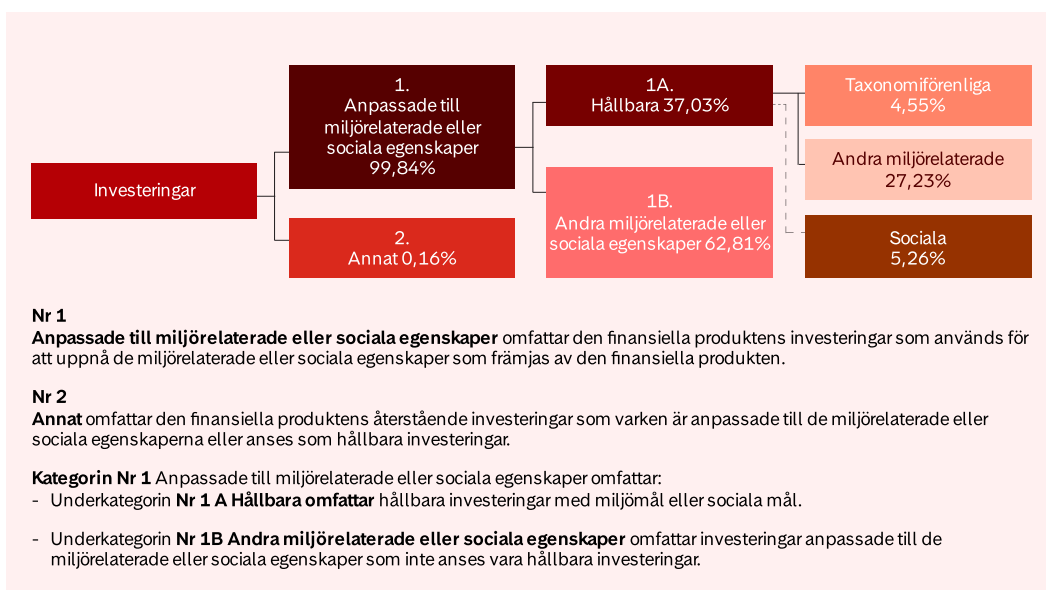 Investeringar
1.
Anpassade till
miljörelaterade eller
sociala egenskaper
99,84%
2.
Annat 0,16%
1A.
Hållbara 37,03%
1B.
Andra miljörelaterade eller
sociala egenskaper 62,81%
Taxonomiförenliga
4,55%
Andra miljörelaterade
27,23%
Sociala
5,26%
Nr 1
Anpassade till miljörelaterade eller sociala egenskaper omfattar den finansiella produktens investeringar som används för
att uppnå de miljörelaterade eller sociala egenskaper som främjas av den finansiella produkten.
Nr 2
Annat omfattar den finansiella produktens återstående investeringar som varken är anpassade till de miljörelaterade eller
sociala egenskaperna eller anses som hållbara investeringar.
Kategorin Nr 1 Anpassade till miljörelaterade eller sociala egenskaper omfattar:
- Underkategorin Nr 1 A Hållbara omfattar hållbara investeringar med miljömål eller sociala mål.
- Underkategorin Nr 1B Andra miljörelaterade eller sociala egenskaper omfattar investeringar anpassade till de
miljörelaterade eller sociala egenskaper som inte anses vara hållbara investeringar.